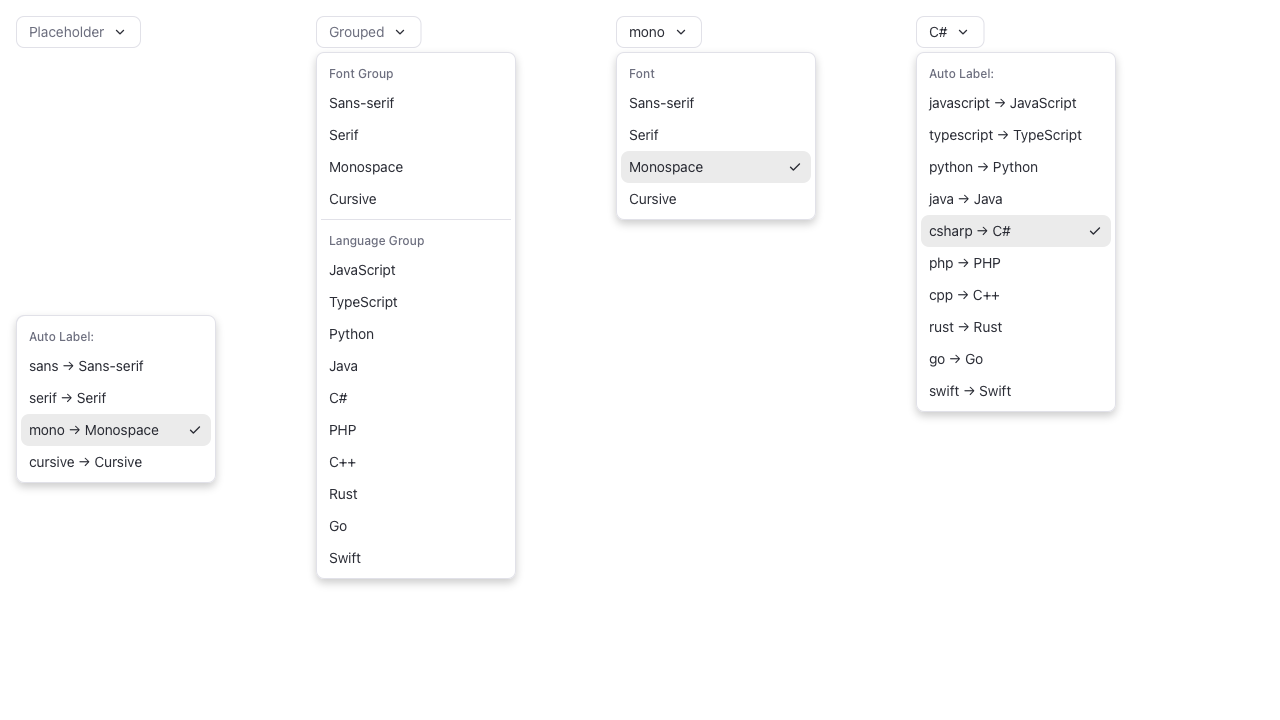 Placeholder
Auto Label:
sans → Sans-serif
serif → Serif
mono → Monospace
cursive → Cursive
Grouped
Font Group
Sans-serif
Serif
Monospace
Cursive
Language Group
JavaScript
TypeScript
Python
Java
C#
PHP
C++
Rust
Go
Swift
mono
Font
Sans-serif
Serif
Monospace
Cursive
C#
Auto Label:
javascript → JavaScript
typescript → TypeScript
python → Python
java → Java
csharp → C#
php → PHP
cpp → C++
rust → Rust
go → Go
swift → Swift